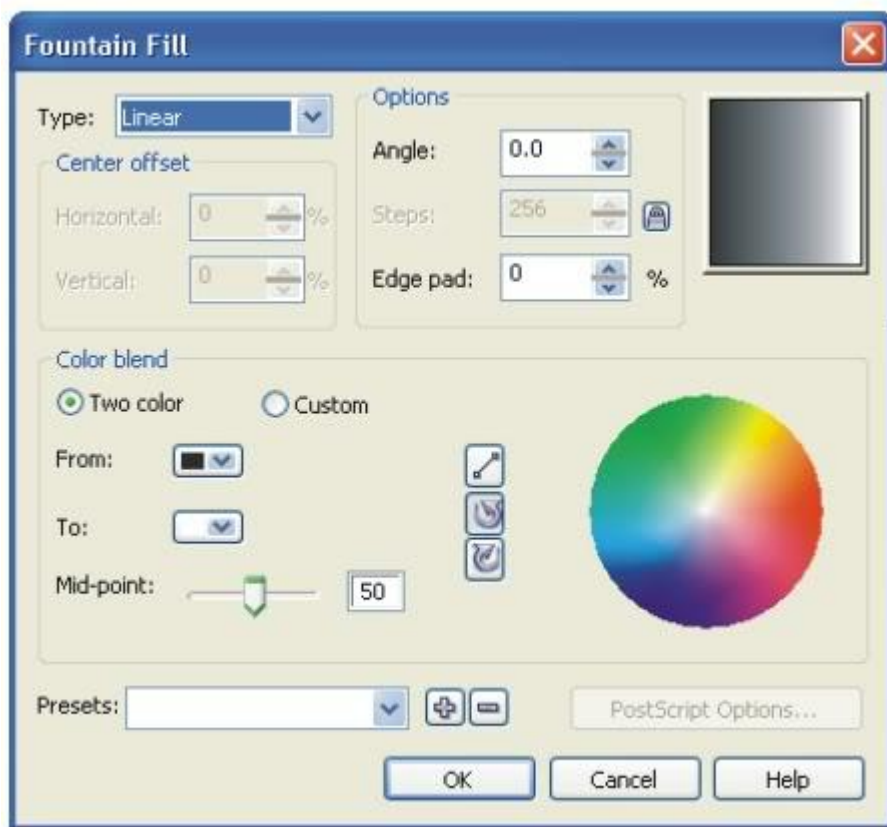 Fountain Fill
Type: Linear
Center offset
Horizontal: 0 %
Vertical: 0 %
Options
Angle: 0.0
Steps: 256
Edge pad: 0 %
Color blend
Two color Custom
From:
To:
Mid-point: 50
Presets:
PostScript Options...
OK Cancel Help